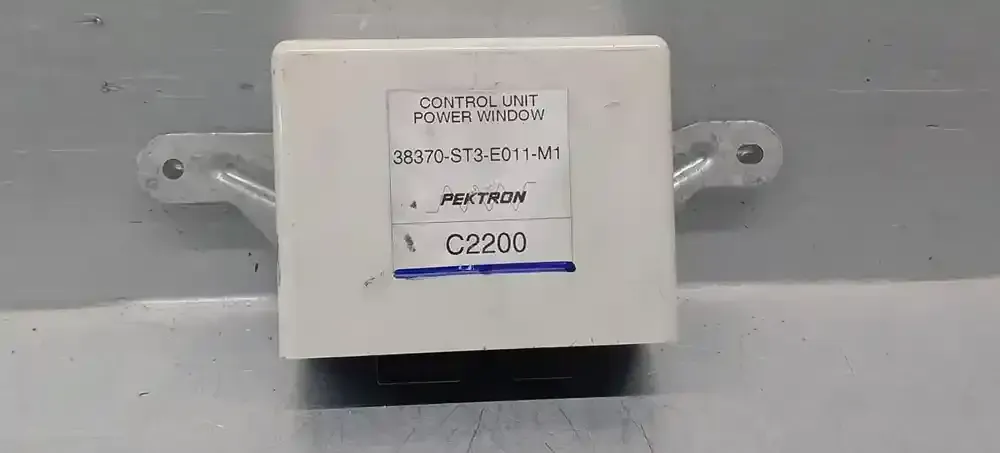 CONTROL UNIT
POWER WINDOW
38370-ST3-E011-M1
PEKTRON
C2200